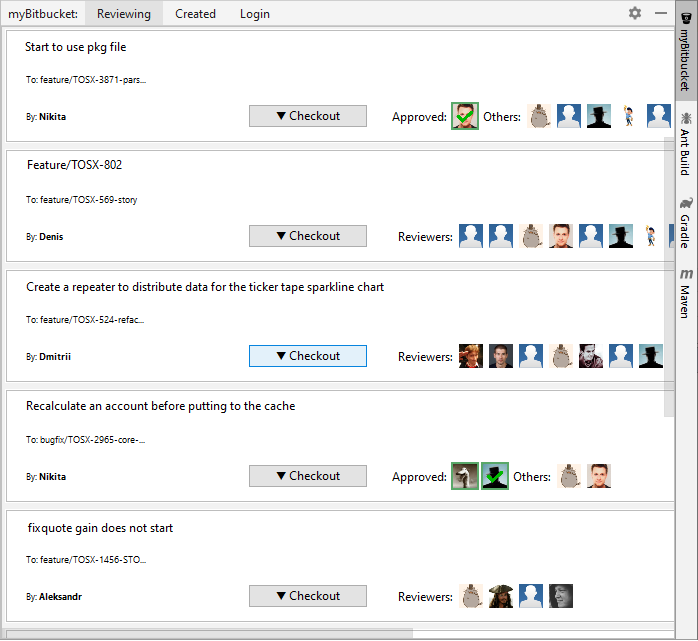 myBitbucket: Reviewing Created Login
Start to use pkg file
To: feature/TOSX-3871-pars...
By: Nikita ▼ Checkout Approved: Others:
Feature/TOSX-802
To: feature/TOSX-569-story
By: Denis ▼ Checkout Reviewers:
Create a repeater to distribute data for the ticker tape sparkline chart
To: feature/TOSX-524-refac...
By: Dmitrii ▼ Checkout Reviewers:
Recalculate an account before putting to the cache
To: bugfix/TOSX-2965-core-...
By: Nikita ▼ Checkout Approved: Others:
fixquote gain does not start
To: feature/TOSX-1456-STO...
By: Aleksandr ▼ Checkout Reviewers:
myBitbucket
Ant Build
Gradle
m Maven